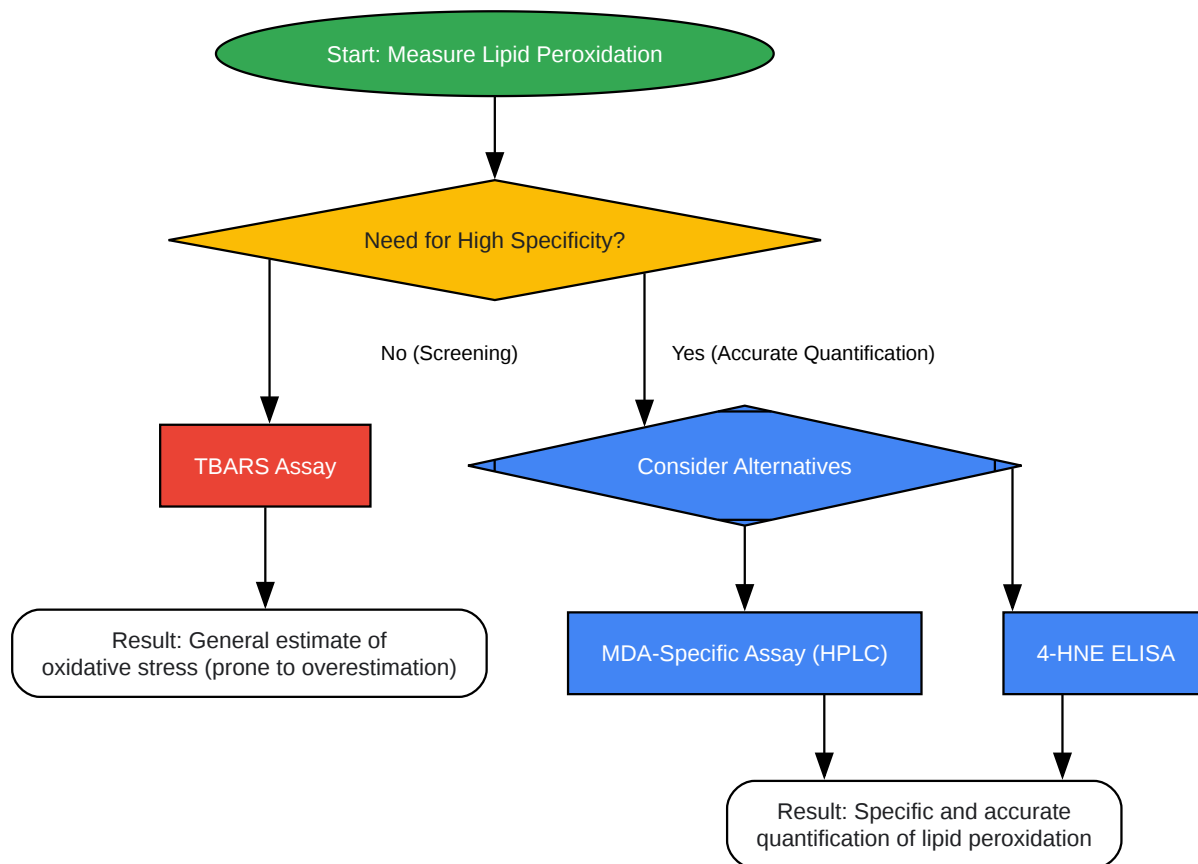 Start: Measure Lipid Peroxidation
Need for High Specificity?
No (Screening)
Yes (Accurate Quantification)
TBARS Assay
Consider Alternatives
Result: General estimate of
oxidative stress (prone to overestimation)
MDA-Specific Assay (HPLC)
4-HNE ELISA
Result: Specific and accurate
quantification of lipid peroxidation